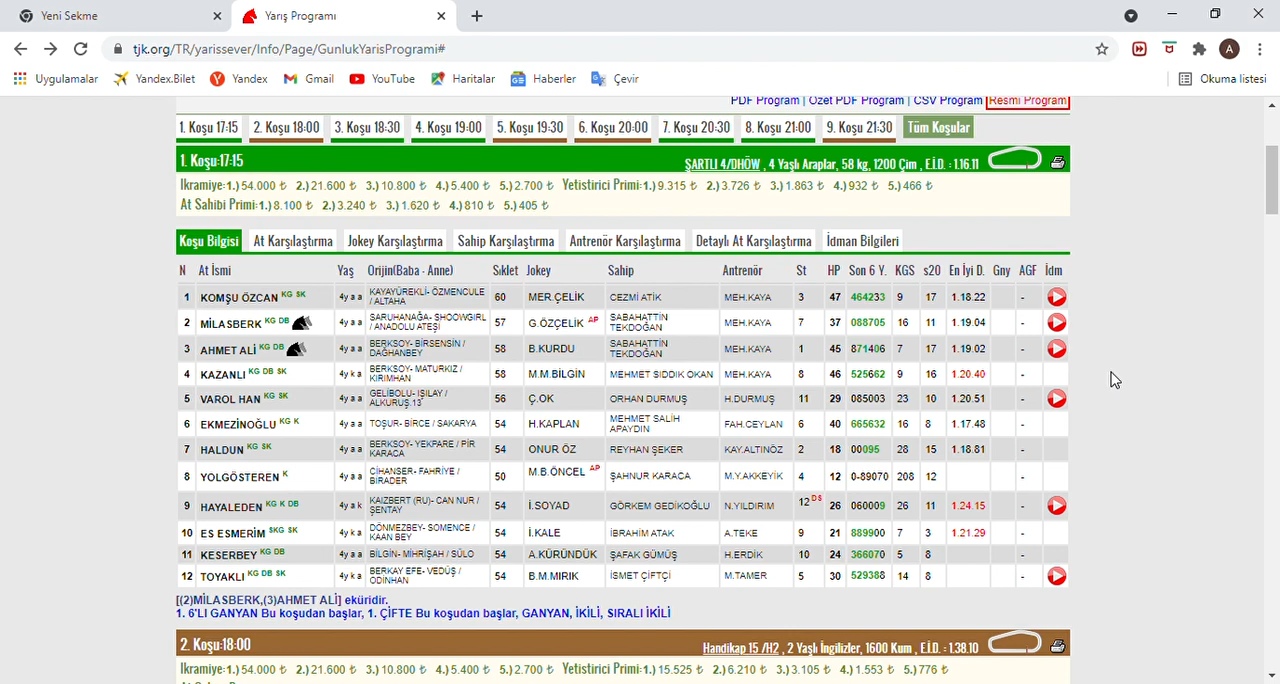 Yeni Sekme
Yarış Programı
tjk.org/TR/yarissever/Info/Page/GunlukYarisProgrami#
A
Uygulamalar Yandex.Bilet Yandex Gmail YouTube Haritalar Haberler Çevir Okuma listesi
PDF Program | Özet PDF Program | CSV Program Resmi Program
1. Koşu 17:15 2. Koşu 18:00 3. Koşu 18:30 4. Koşu 19:00 5. Koşu 19:30 6. Koşu 20:00 7. Koşu 20:30 8. Koşu 21:00 9. Koşu 21:30 Tüm Koşular
1. Koşu:17:15 ŞARTLI 4/DHÖW , 4 Yaşlı Araplar, 58 kg, 1200 Çim , E.İ.D. : 1.16.11
İkramiye:1.) 54.000 ₺ 2.) 21.600 ₺ 3.) 10.800 ₺ 4.) 5.400 ₺ 5.) 2.700 ₺ Yetistirici Primi:1.) 9.315 ₺ 2.) 3.726 ₺ 3.) 1.863 ₺ 4.) 932 ₺ 5.) 466 ₺
At Sahibi Primi:1.) 8.100 ₺ 2.) 3.240 ₺ 3.) 1.620 ₺ 4.) 810 ₺ 5.) 405 ₺
Koşu Bilgisi At Karşılaştırma Jokey Karşılaştırma Sahip Karşılaştırma Antrenör Karşılaştırma Detaylı At Karşılaştırma İdman Bilgileri
N At İsmi Yaş Orijin(Baba - Anne) Sıklet Jokey Sahip Antrenör St HP Son 6 Y. KGS s20 En İyi D. Gny AGF İdm
1 KOMŞU ÖZCAN KG SK 4y a a KAYAYÜREKLİ- ÖZMENCULE / ALTAHA 60 MER.ÇELİK CEZMİ ATİK MEH.KAYA 3 47 464233 9 17 1.18.22 -
2 MİLASBERK KG DB 4y a a SARUHANAĞA- SHOOWGIRL / ANADOLU ATEŞİ 57 G.ÖZÇELİK AP SABAHATTİN TEKDOĞAN MEH.KAYA 7 37 088705 16 11 1.19.04 -
3 AHMET ALİ KG DB 4y a a BERKSOY- BİRSENSİN / DAĞHANBEY 58 B.KURDU SABAHATTİN TEKDOĞAN MEH.KAYA 1 45 871406 7 17 1.19.02 -
4 KAZANLI KG DB SK 4y k a BERKSOY- MATURKIZ / KIRIMHAN 58 M.M.BİLGİN MEHMET SIDDIK OKAN MEH.KAYA 8 46 525662 9 16 1.20.40 -
5 VAROL HAN KG SK 4y a a GELİBOLU- IŞILAY / ALKURUŞ.13 56 Ç.OK ORHAN DURMUŞ H.DURMUŞ 11 29 085003 23 10 1.20.51 -
6 EKMEZİNOĞLU KG K 4y a a TOŞUR- BİRCE / SAKARYA 54 H.KAPLAN MEHMET SALİH APAYDIN FAH.CEYLAN 6 40 665632 16 8 1.17.48 -
7 HALDUN KG SK 4y a a BERKSOY- YEKPARE / PİR KARACA 54 ONUR ÖZ REYHAN ŞEKER KAY.ALTINÖZ 2 18 00095 28 15 1.18.81 -
8 YOLGÖSTEREN K 4y a a CİHANSER- FAHRİYE / BİRADER 50 M.B.ÖNCEL AP ŞAHNUR KARACA M.Y.AKKEYİK 4 12 0-89070 208 12 -
9 HAYALEDEN KG K DB 4y a k KAIZBERT (RU)- CAN NUR / ŞENTAY 54 İ.SOYAD GÖRKEM GEDİKOĞLU N.YILDIRIM 12 DS 26 060009 26 11 1.24.15 -
10 ES ESMERİM SKG SK 4y k a DÖNMEZBEY- SOMENCE / KAAN BEY 54 İ.KALE İBRAHİM ATAK A.TEKE 9 21 889900 7 3 1.21.29 -
11 KESERBEY KG DB 4y a a BİLGİN- MİHRİŞAH / SÜLO 54 A.KÜRÜNDÜK ŞAFAK GÜMÜŞ H.ERDİK 10 24 366070 5 8 -
12 TOYAKLI KG DB SK 4y k a BERKAY EFE- VEDÜŞ / ODİNHAN 54 B.M.MIRIK İSMET ÇİFTÇİ M.TAMER 5 30 529388 14 8 -
[(2)MİLASBERK,(3)AHMET ALİ] eküridir.
1. 6'LI GANYAN Bu koşudan başlar, 1. ÇİFTE Bu koşudan başlar, GANYAN, İKİLİ, SIRALI İKİLİ
2. Koşu:18:00 Handikap 15 /H2 , 2 Yaşlı İngilizler, 1600 Kum , E.İ.D. : 1.38.10
İkramiye:1.) 54.000 ₺ 2.) 21.600 ₺ 3.) 10.800 ₺ 4.) 5.400 ₺ 5.) 2.700 ₺ Yetistirici Primi:1.) 15.525 ₺ 2.) 6.210 ₺ 3.) 3.105 ₺ 4.) 1.553 ₺ 5.) 776 ₺